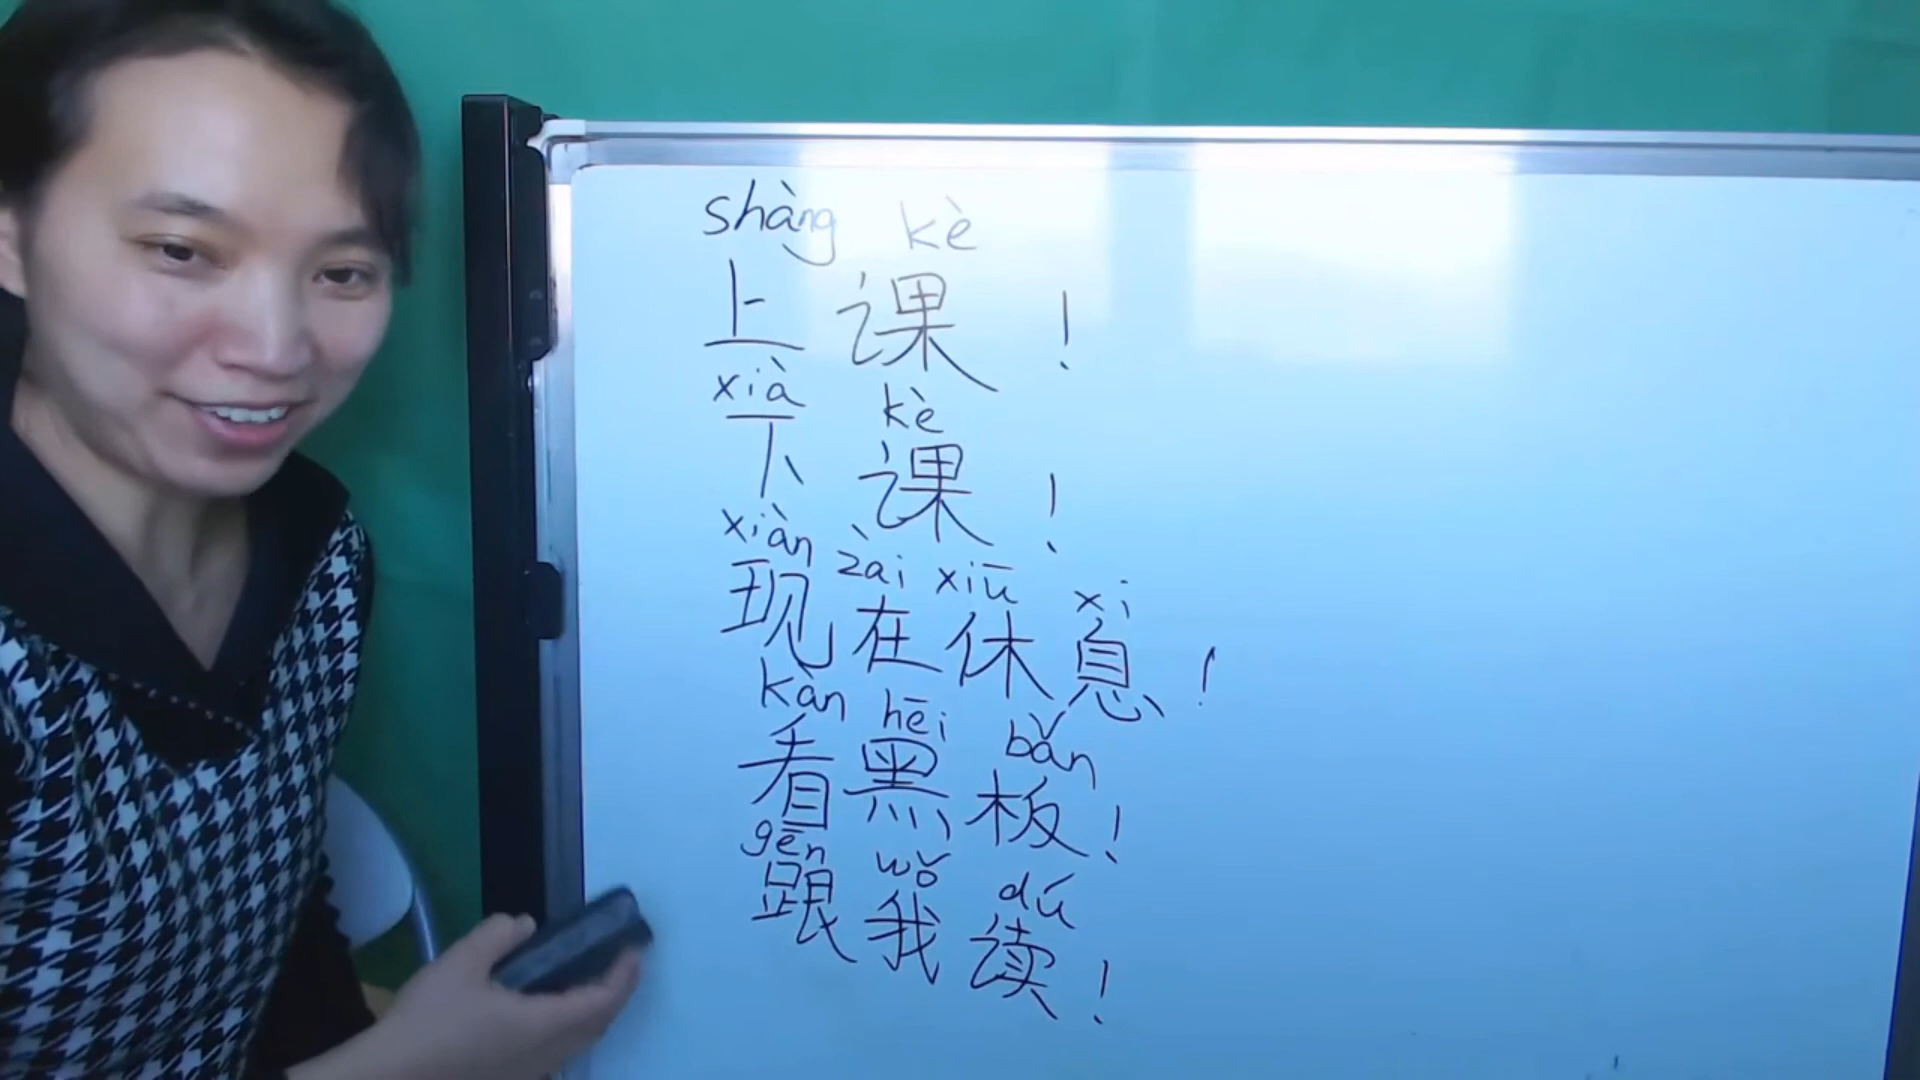 shàng kè
上课！
xià kè
下课！
xiàn zài xiū xi
现在休息！
kàn hēi bǎn
看黑板！
gēn wǒ dú
跟我读！